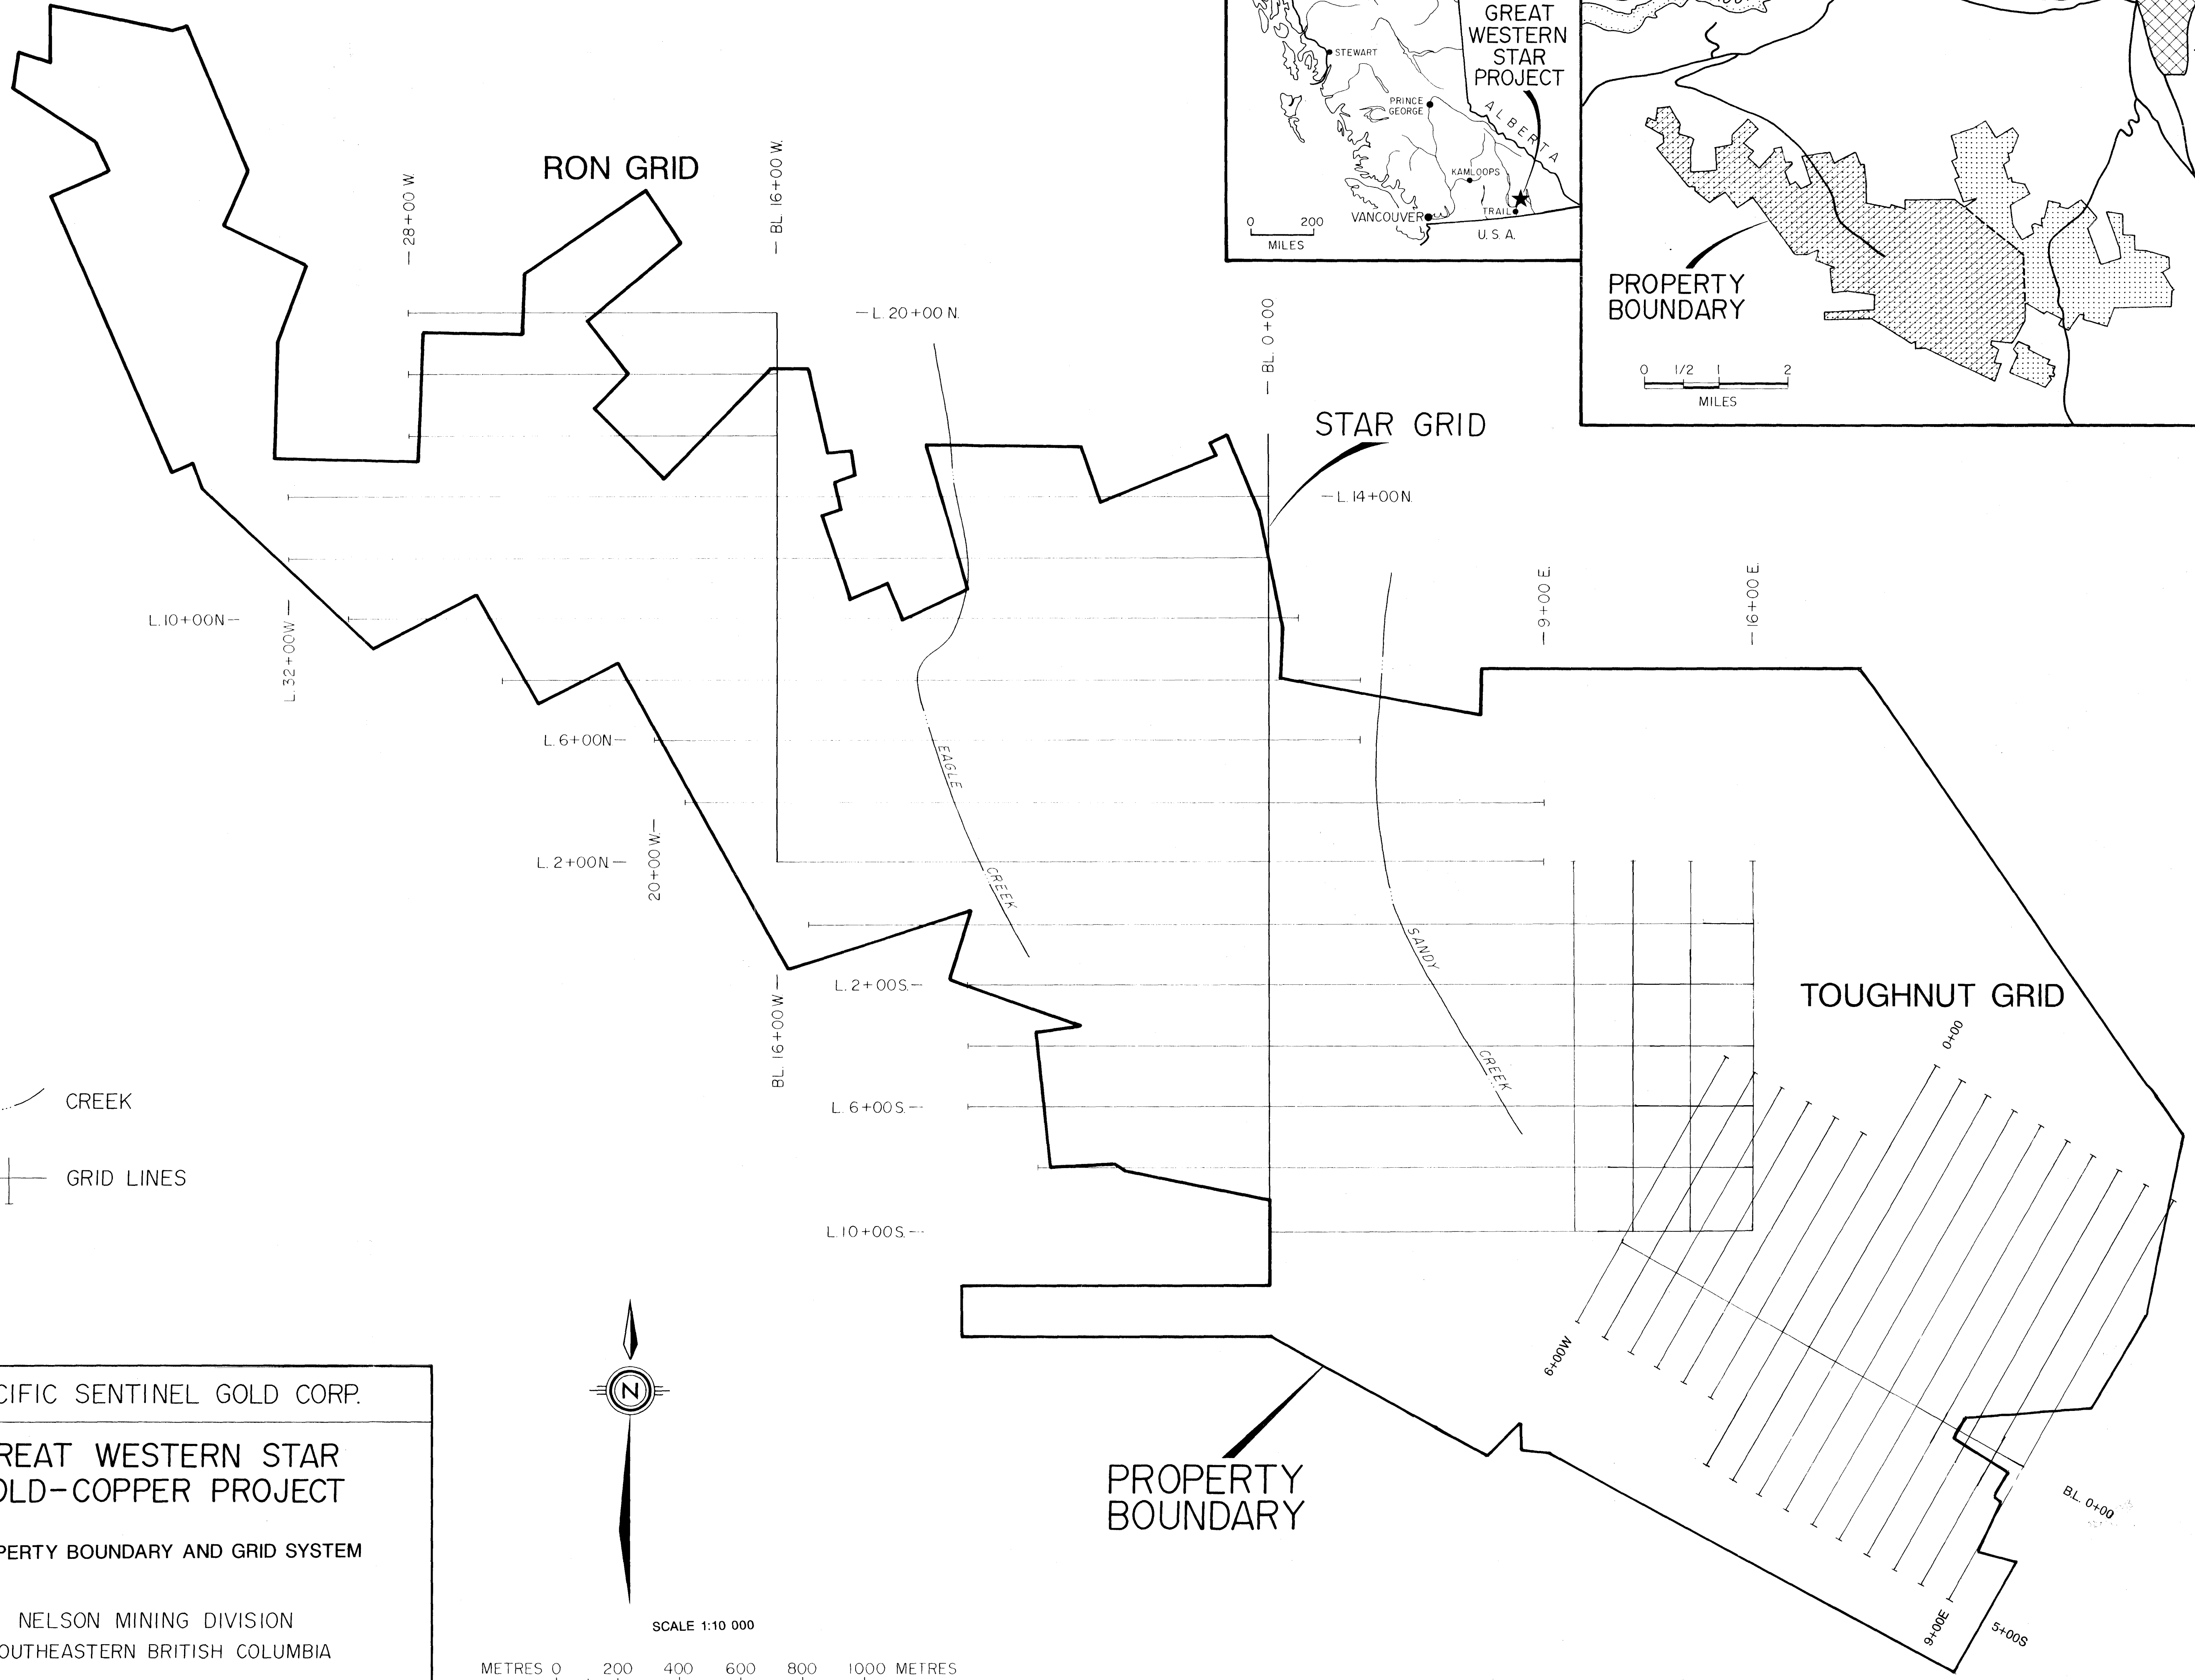 GREAT
WESTERN
STAR
PROJECT
STEWART
PRINCE
GEORGE
ALBERTA
KAMLOOPS
VANCOUVER
TRAIL
U.S.A.
0 200
MILES
PROPERTY
BOUNDARY
0 1/2 1 2
MILES
RON GRID
28+00 W.
BL. 16+00 W.
L. 20+00 N.
BL. 0+00
STAR GRID
L. 14+00 N.
L. 10+00N
L. 32+00W
9+00 E.
16+00 E.
L. 6+00N
EAGLE
CREEK
L. 2+00N
20+00 W.
SANDY
CREEK
L. 2+00S.
BL. 16+00 W
TOUGHNUT GRID
0+00
L. 6+00S.
CREEK
GRID LINES
L. 10+00S.
6+00W
N
PROPERTY
BOUNDARY
B.L. 0+00
9+00E
5+00S
CIFIC SENTINEL GOLD CORP.
REAT WESTERN STAR
OLD-COPPER PROJECT
PERTY BOUNDARY AND GRID SYSTEM
NELSON MINING DIVISION
OUTHEASTERN BRITISH COLUMBIA
SCALE 1:10 000
METRES 0 200 400 600 800 1000 METRES